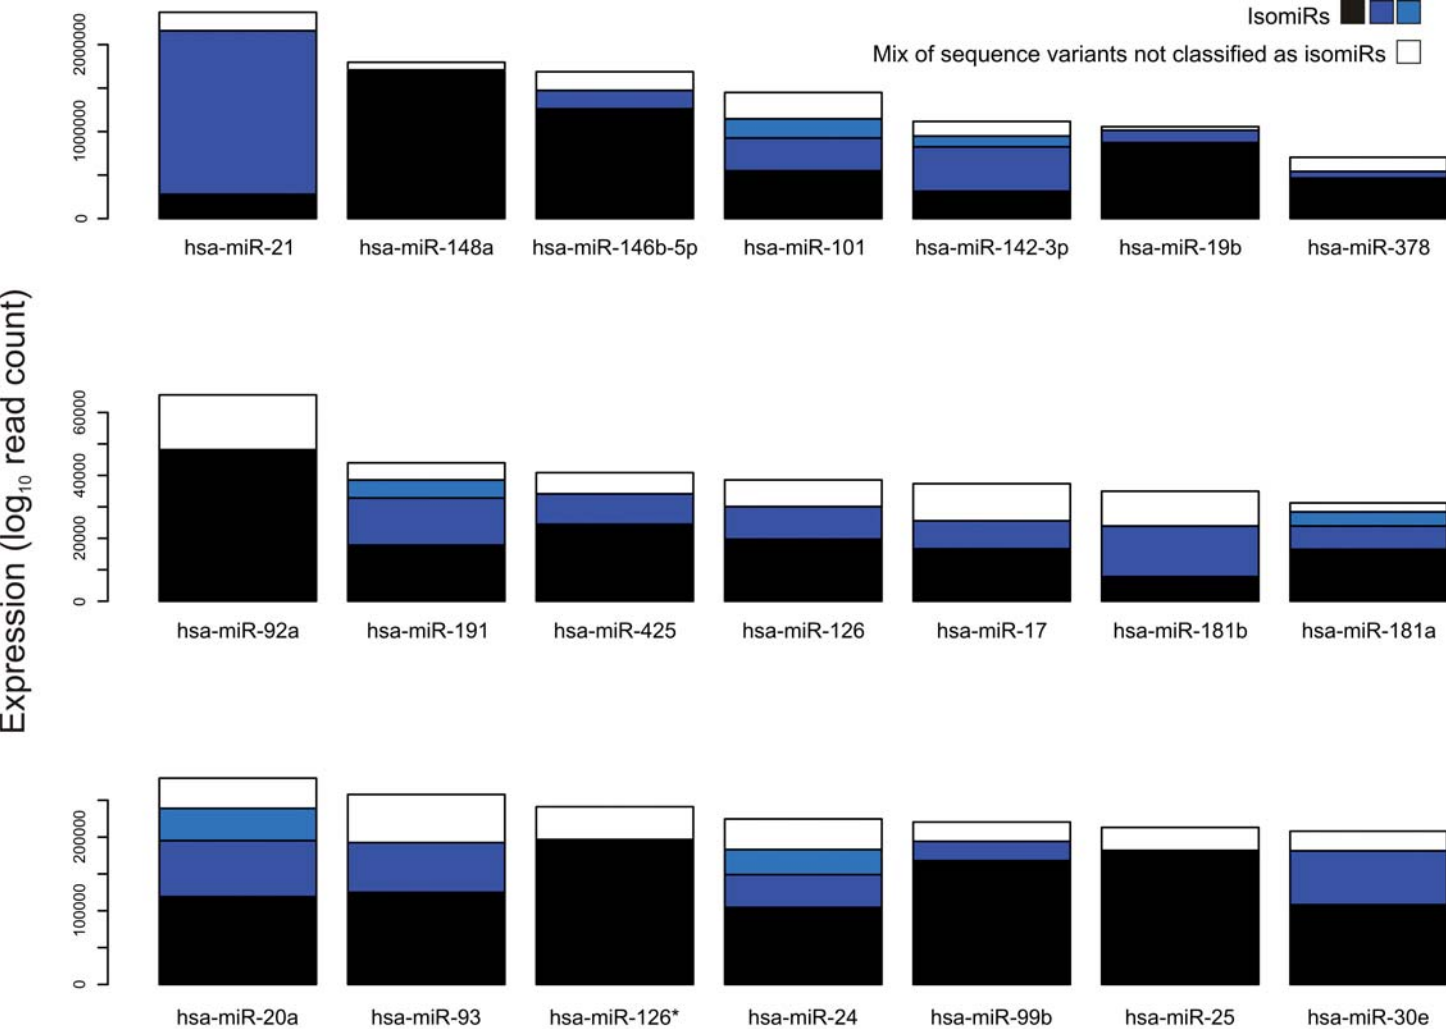 IsomiRs
Mix of sequence variants not classified as isomiRs
Expression (log10 read count)
2000000
1000000
0
hsa-miR-21 hsa-miR-148a hsa-miR-146b-5p hsa-miR-101 hsa-miR-142-3p hsa-miR-19b hsa-miR-378
60000
40000
20000
0
hsa-miR-92a hsa-miR-191 hsa-miR-425 hsa-miR-126 hsa-miR-17 hsa-miR-181b hsa-miR-181a
200000
100000
0
hsa-miR-20a hsa-miR-93 hsa-miR-126* hsa-miR-24 hsa-miR-99b hsa-miR-25 hsa-miR-30e